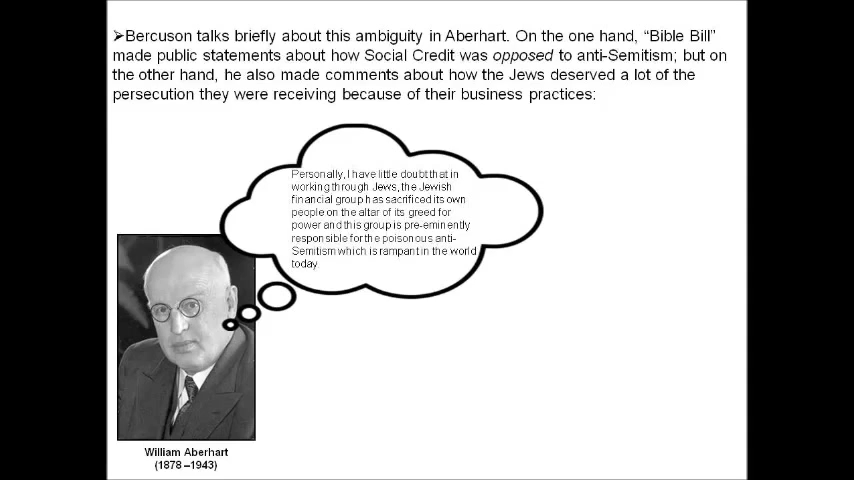 ➢Bercuson talks briefly about this ambiguity in Aberhart. On the one hand, “Bible Bill”
made public statements about how Social Credit was opposed to anti-Semitism; but on
the other hand, he also made comments about how the Jews deserved a lot of the
persecution they were receiving because of their business practices:
Personally, I have little doubt that in
working through Jews, the Jewish
financial group has sacrificed its own
people on the altar of its greed for
power and this group is pre-eminently
responsible for the poisonous anti-
Semitism which is rampant in the world
today.
William Aberhart
(1878 –1943)